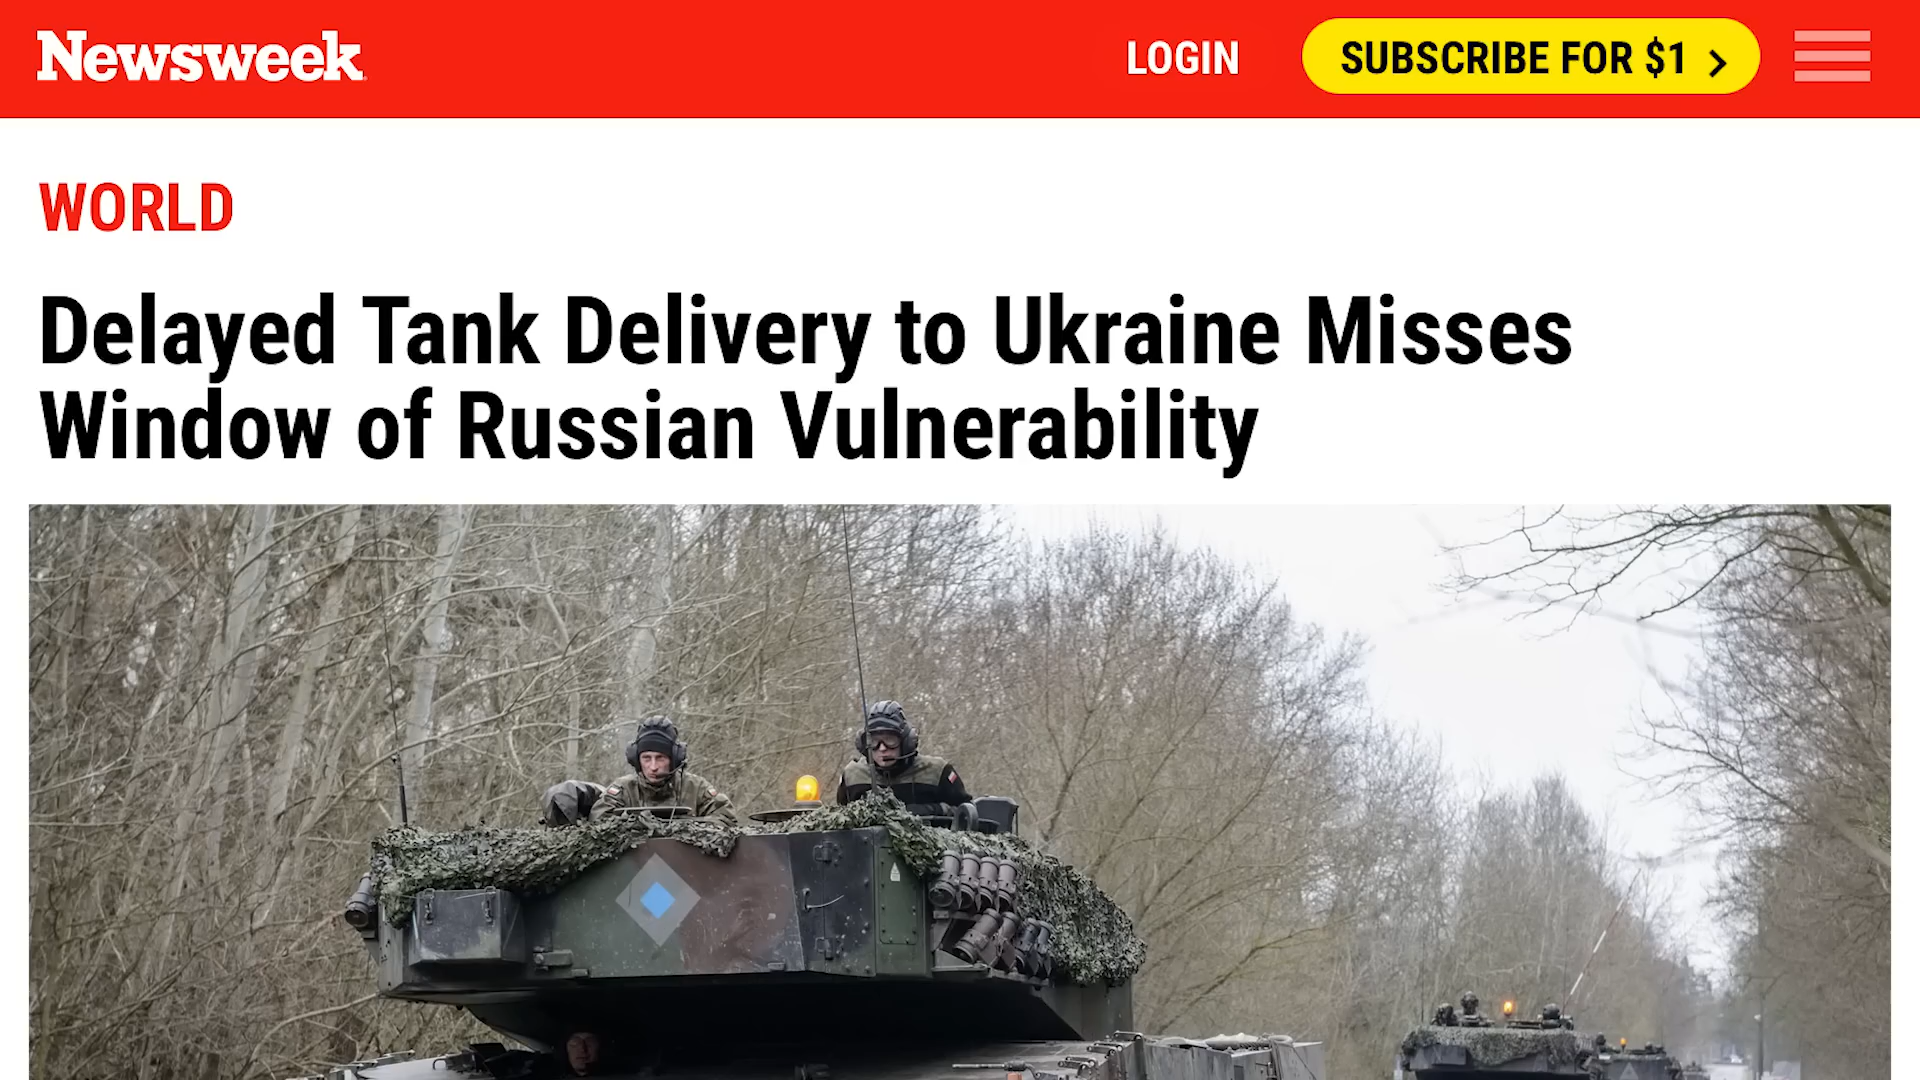 Newsweek
LOGIN
SUBSCRIBE FOR $1
WORLD
Delayed Tank Delivery to Ukraine Misses
Window of Russian Vulnerability